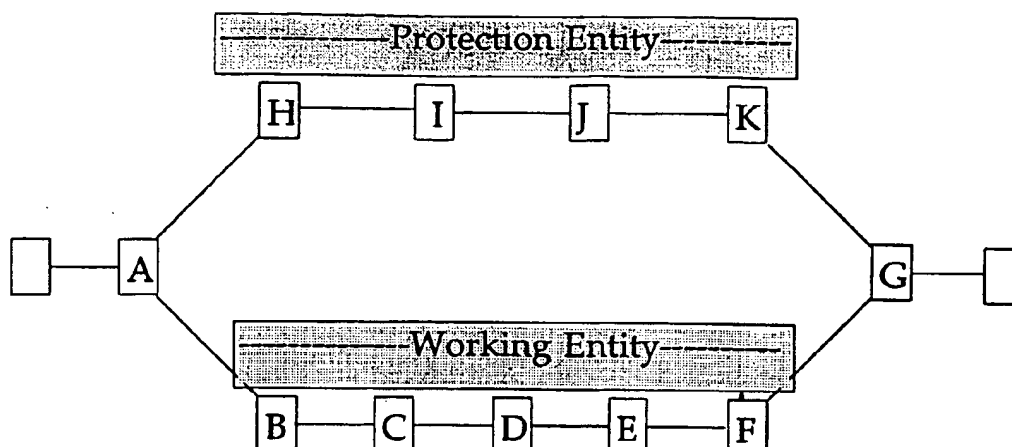 Protection Entity
H I J K
A G
Working Entity
B C D E F